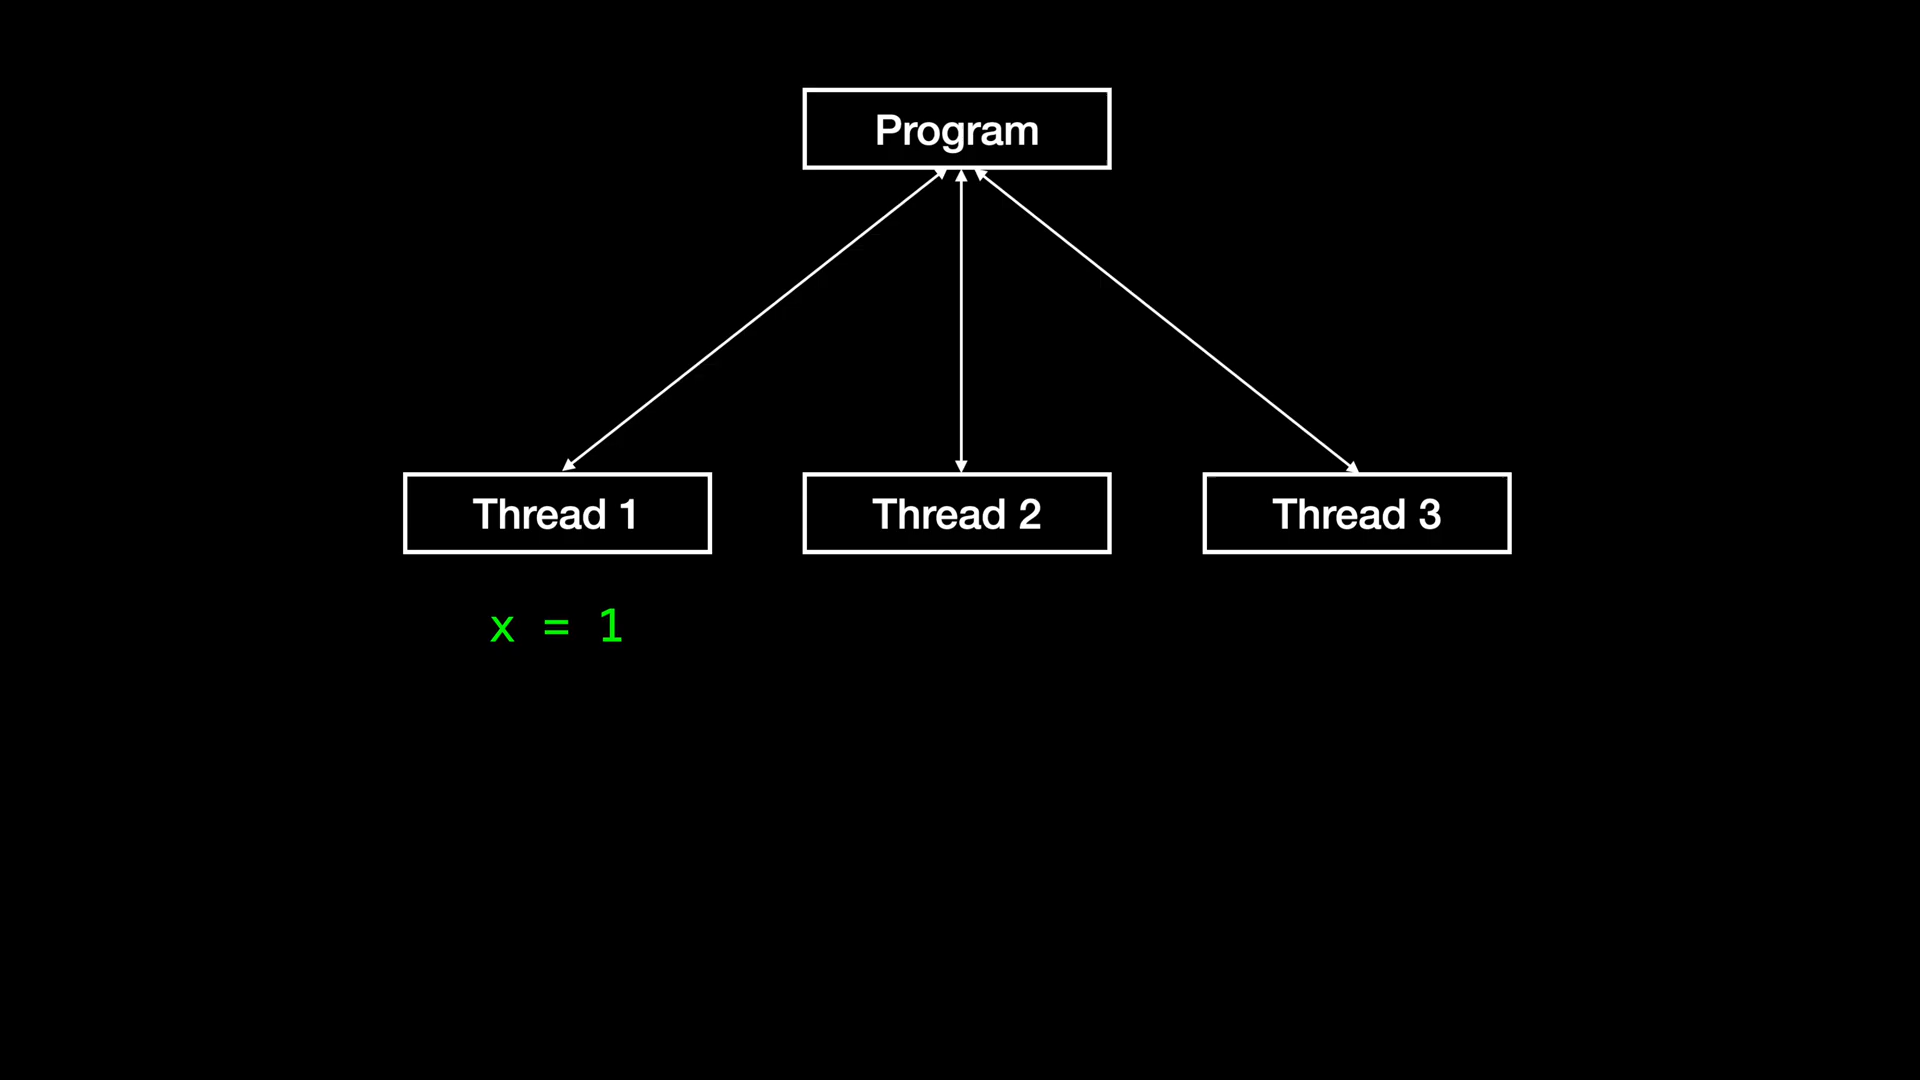 Program
Thread 1
Thread 2
Thread 3
x = 1